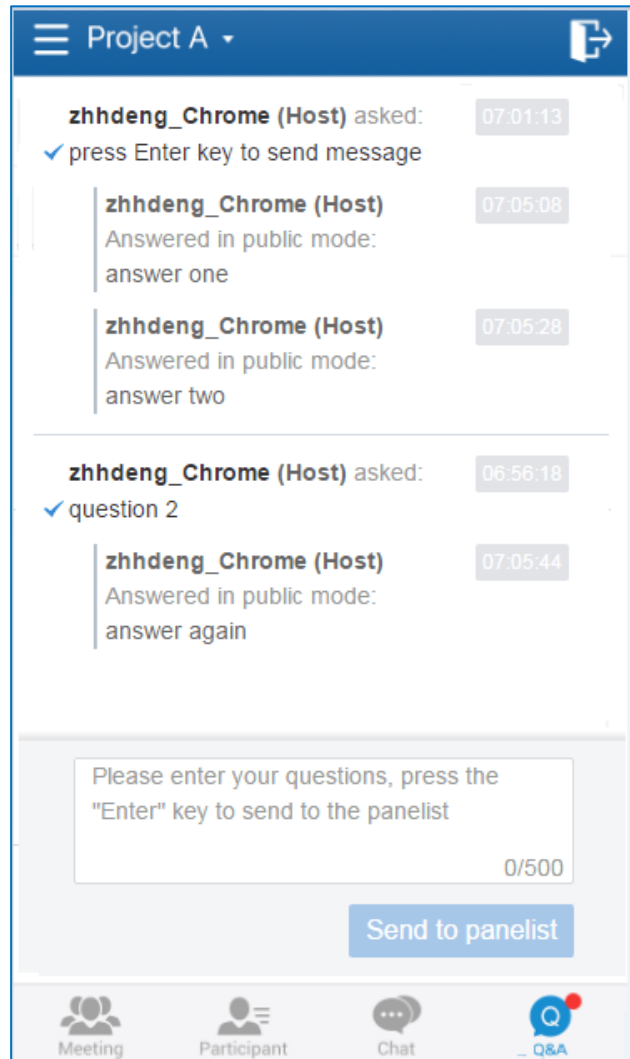 Project A
zhhdeng_Chrome (Host) asked: 07:01:13
press Enter key to send message
zhhdeng_Chrome (Host) 07:05:08
Answered in public mode:
answer one
zhhdeng_Chrome (Host) 07:05:28
Answered in public mode:
answer two
zhhdeng_Chrome (Host) asked: 06:56:18
question 2
zhhdeng_Chrome (Host) 07:05:44
Answered in public mode:
answer again
Please enter your questions, press the
"Enter" key to send to the panelist
0/500
Send to panelist
Q
Meeting Participant Chat Q&A